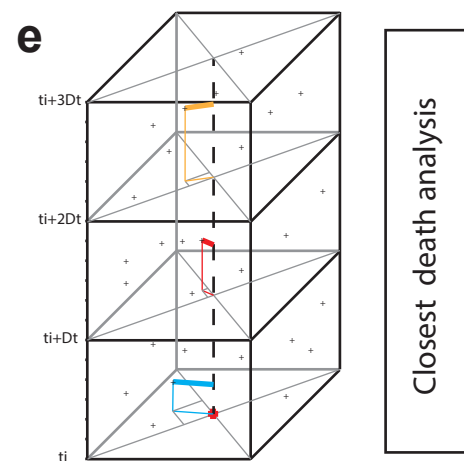 e
ti+3Dt
ti+2Dt
ti+Dt
ti
Closest death analysis